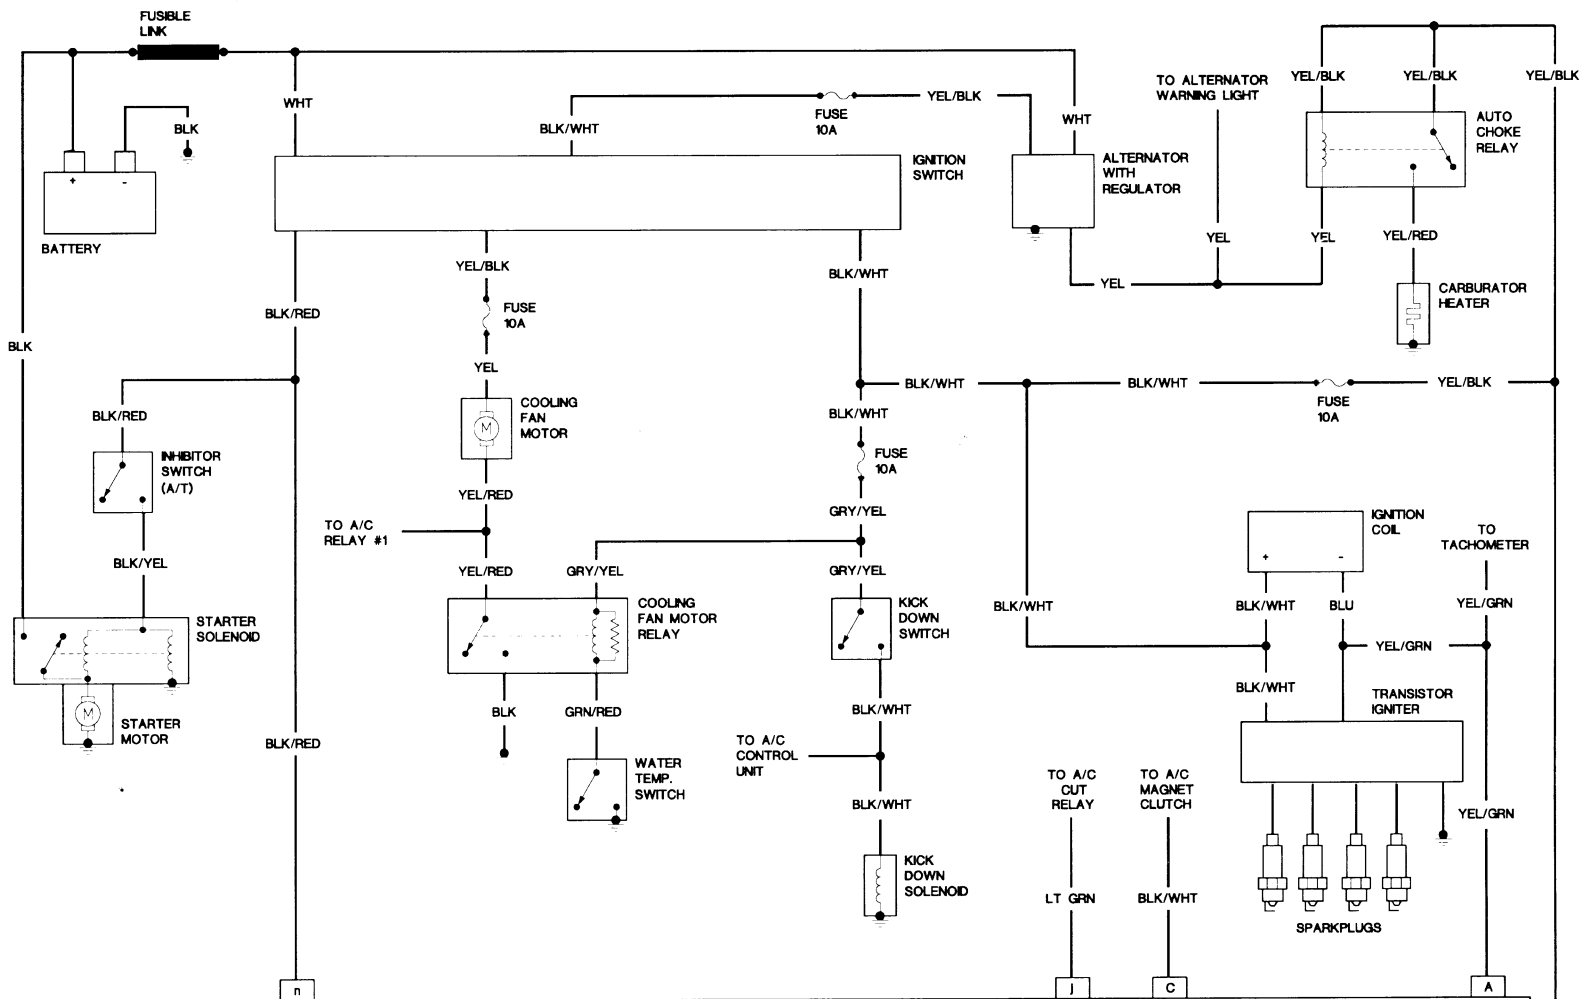 FUSIBLE
LINK
WHT
BLK
+ -
BATTERY
BLK/WHT
FUSE
10A
YEL/BLK
WHT
IGNITION
SWITCH
ALTERNATOR
WITH
REGULATOR
TO ALTERNATOR
WARNING LIGHT
YEL/BLK
YEL/BLK
YEL/BLK
AUTO
CHOKE
RELAY
YEL
YEL
YEL
YEL/RED
CARBURATOR
HEATER
BLK
BLK/RED
YEL/BLK
FUSE
10A
YEL
BLK/WHT
COOLING
FAN
MOTOR
M
BLK/WHT
BLK/WHT
FUSE
10A
YEL/BLK
BLK/WHT
FUSE
10A
BLK/RED
INHIBITOR
SWITCH
(A/T)
BLK/YEL
YEL/RED
TO A/C
RELAY #1
YEL/RED
GRY/YEL
GRY/YEL
GRY/YEL
IGNITION
COIL
+ -
TO
TACHOMETER
STARTER
SOLENOID
M
STARTER
MOTOR
COOLING
FAN MOTOR
RELAY
KICK
DOWN
SWITCH
BLK/WHT
BLK/WHT
BLU
YEL/GRN
YEL/GRN
BLK/WHT
TRANSISTOR
IGNITER
BLK/RED
BLK
GRN/RED
WATER
TEMP.
SWITCH
BLK/WHT
TO A/C
CONTROL
UNIT
BLK/WHT
KICK
DOWN
SOLENOID
TO A/C
CUT
RELAY
LT GRN
TO A/C
MAGNET
CLUTCH
BLK/WHT
YEL/GRN
SPARKPLUGS
n
j
C
A